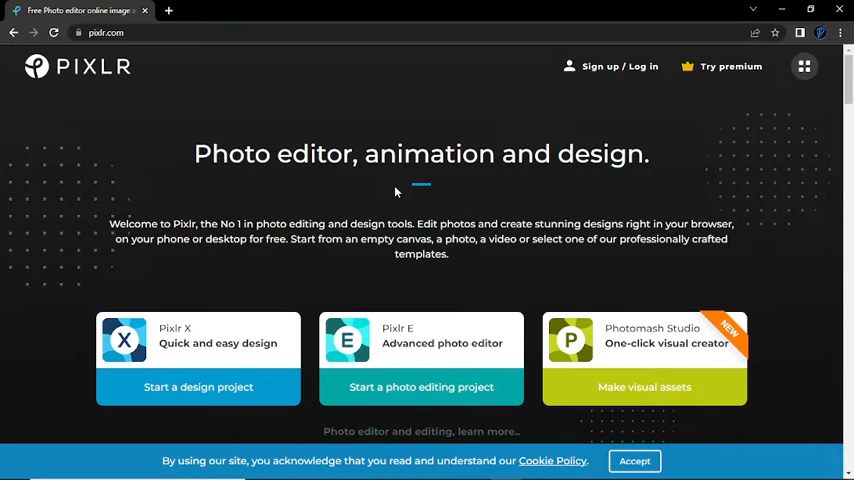 Free Photo editor online image a
pixlr.com
PIXLR
Sign up / Log in
Try premium
Photo editor, animation and design.
Welcome to Pixlr, the No 1 in photo editing and design tools. Edit photos and create stunning designs right in your browser,
on your phone or desktop for free. Start from an empty canvas, a photo, a video or select one of our professionally crafted
templates.
X
Pixlr X
Quick and easy design
Start a design project
E
Pixlr E
Advanced photo editor
Start a photo editing project
P
Photomash Studio
One-click visual creator
NEW
Make visual assets
Photo editor and editing, learn more..
By using our site, you acknowledge that you read and understand our Cookie Policy.
Accept